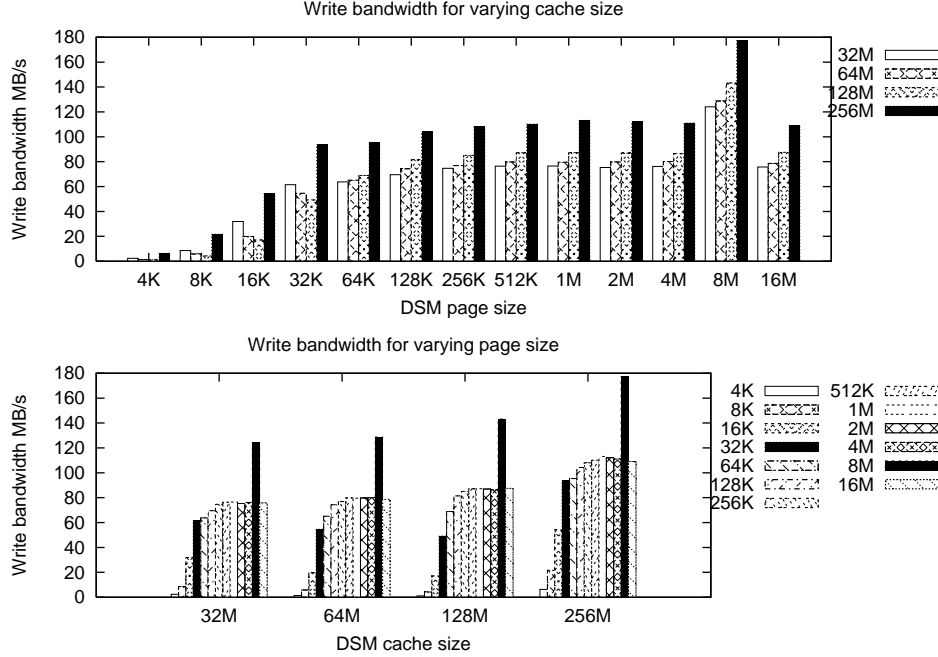 Write bandwidth for varying cache size
180
160
140
120
100
80
60
40
20
0
Write bandwidth MB/s
32M
64M
128M
256M
4K 8K 16K 32K 64K 128K 256K 512K 1M 2M 4M 8M 16M
DSM page size
Write bandwidth for varying page size
180
160
140
120
100
80
60
40
20
0
Write bandwidth MB/s
4K 512K
8K 1M
16K 2M
32K 4M
64K 8M
128K 16M
256K
32M 64M 128M 256M
DSM cache size